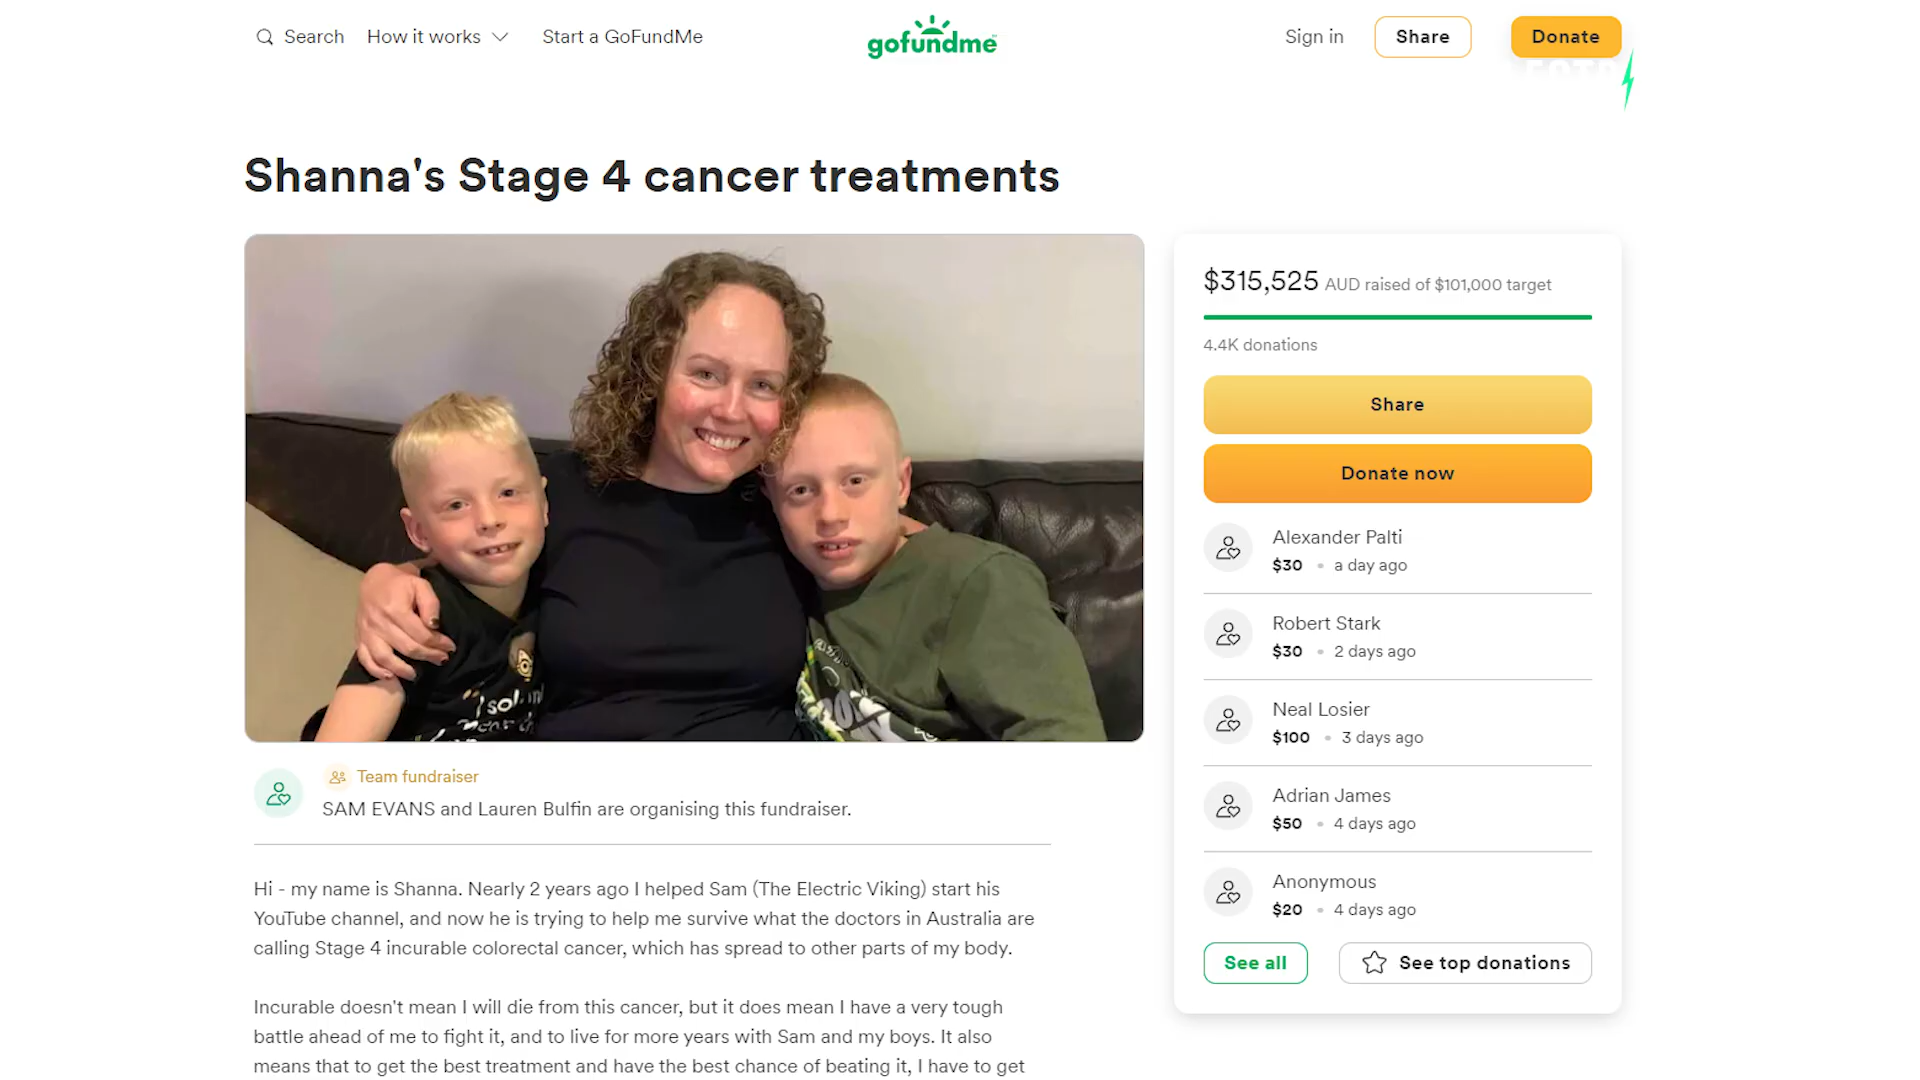 Search How it works Start a GoFundMe
gofundme
Sign in Share Donate
Shanna's Stage 4 cancer treatments
$315,525 AUD raised of $101,000 target
4.4K donations
Share
Donate now
Alexander Palti
$30 • a day ago
Robert Stark
$30 • 2 days ago
Neal Losier
$100 • 3 days ago
Adrian James
$50 • 4 days ago
Anonymous
$20 • 4 days ago
See all See top donations
Team fundraiser
SAM EVANS and Lauren Bulfin are organising this fundraiser.
Hi - my name is Shanna. Nearly 2 years ago I helped Sam (The Electric Viking) start his
YouTube channel, and now he is trying to help me survive what the doctors in Australia are
calling Stage 4 incurable colorectal cancer, which has spread to other parts of my body.
Incurable doesn't mean I will die from this cancer, but it does mean I have a very tough
battle ahead of me to fight it, and to live for more years with Sam and my boys. It also
means that to get the best treatment and have the best chance of beating it, I have to get